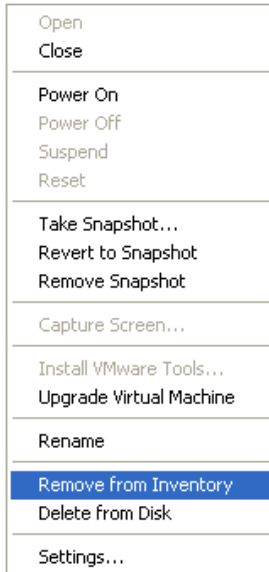 Open
Close
Power On
Power Off
Suspend
Reset
Take Snapshot...
Revert to Snapshot
Remove Snapshot
Capture Screen...
Install VMware Tools...
Upgrade Virtual Machine
Rename
Remove from Inventory
Delete from Disk
Settings...